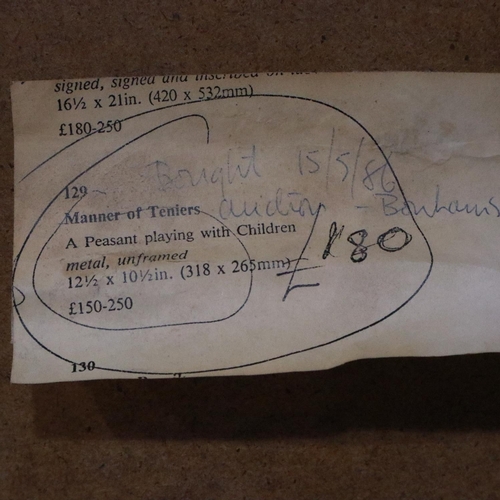 signed, signed and inscribed on
16½ x 21in. (420 x 532mm)
£180-250
Bought 15/5/86
129
auction - Bonhams
Manner of Teniers
A Peasant playing with Children
£180
metal, unframed
12½ x 10½in. (318 x 265mm)
£150-250
130